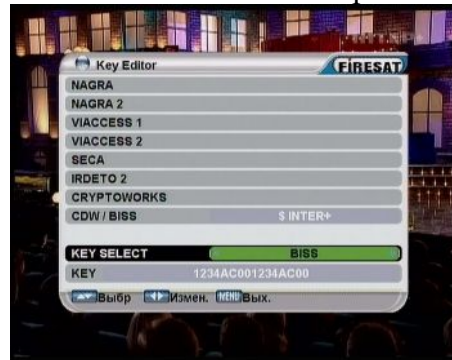 Key Editor FIRESAT
NAGRA
NAGRA 2
VIACCESS 1
VIACCESS 2
SECA
IRDETO 2
CRYPTOWORKS
CDW / BISS $ INTER+
KEY SELECT BISS
KEY 1234AC001234AC00
Выбр Измен. MENU Вых.